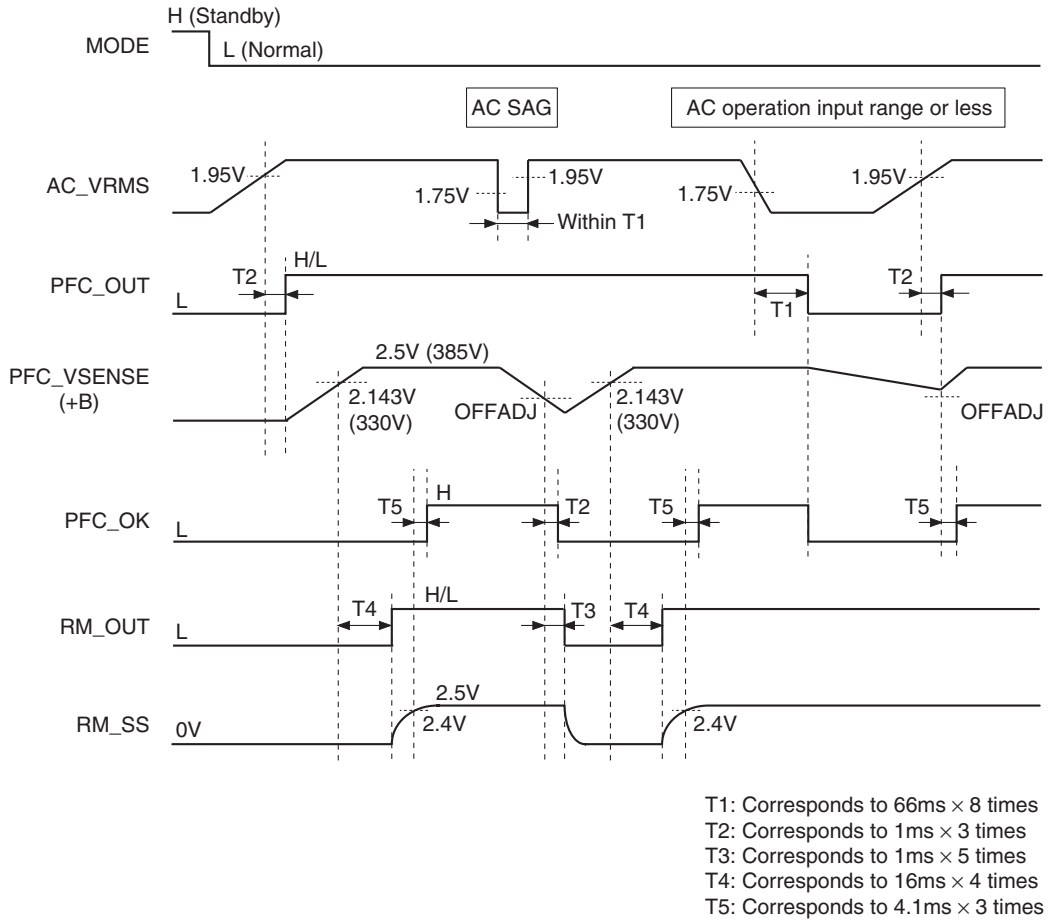 H (Standby)
MODE
L (Normal)
AC SAG
AC operation input range or less
AC_VRMS
1.95V
1.75V
1.95V
Within T1
1.75V
1.95V
PFC_OUT
L
T2
H/L
T1
T2
PFC_VSENSE
(+B)
2.5V (385V)
2.143V
(330V)
OFFADJ
2.143V
(330V)
OFFADJ
PFC_OK
L
T5
H
T2
T5
T5
RM_OUT
L
T4
H/L
T3
T4
RM_SS
0V
2.5V
2.4V
2.4V
T1: Corresponds to 66ms × 8 times
T2: Corresponds to 1ms × 3 times
T3: Corresponds to 1ms × 5 times
T4: Corresponds to 16ms × 4 times
T5: Corresponds to 4.1ms × 3 times